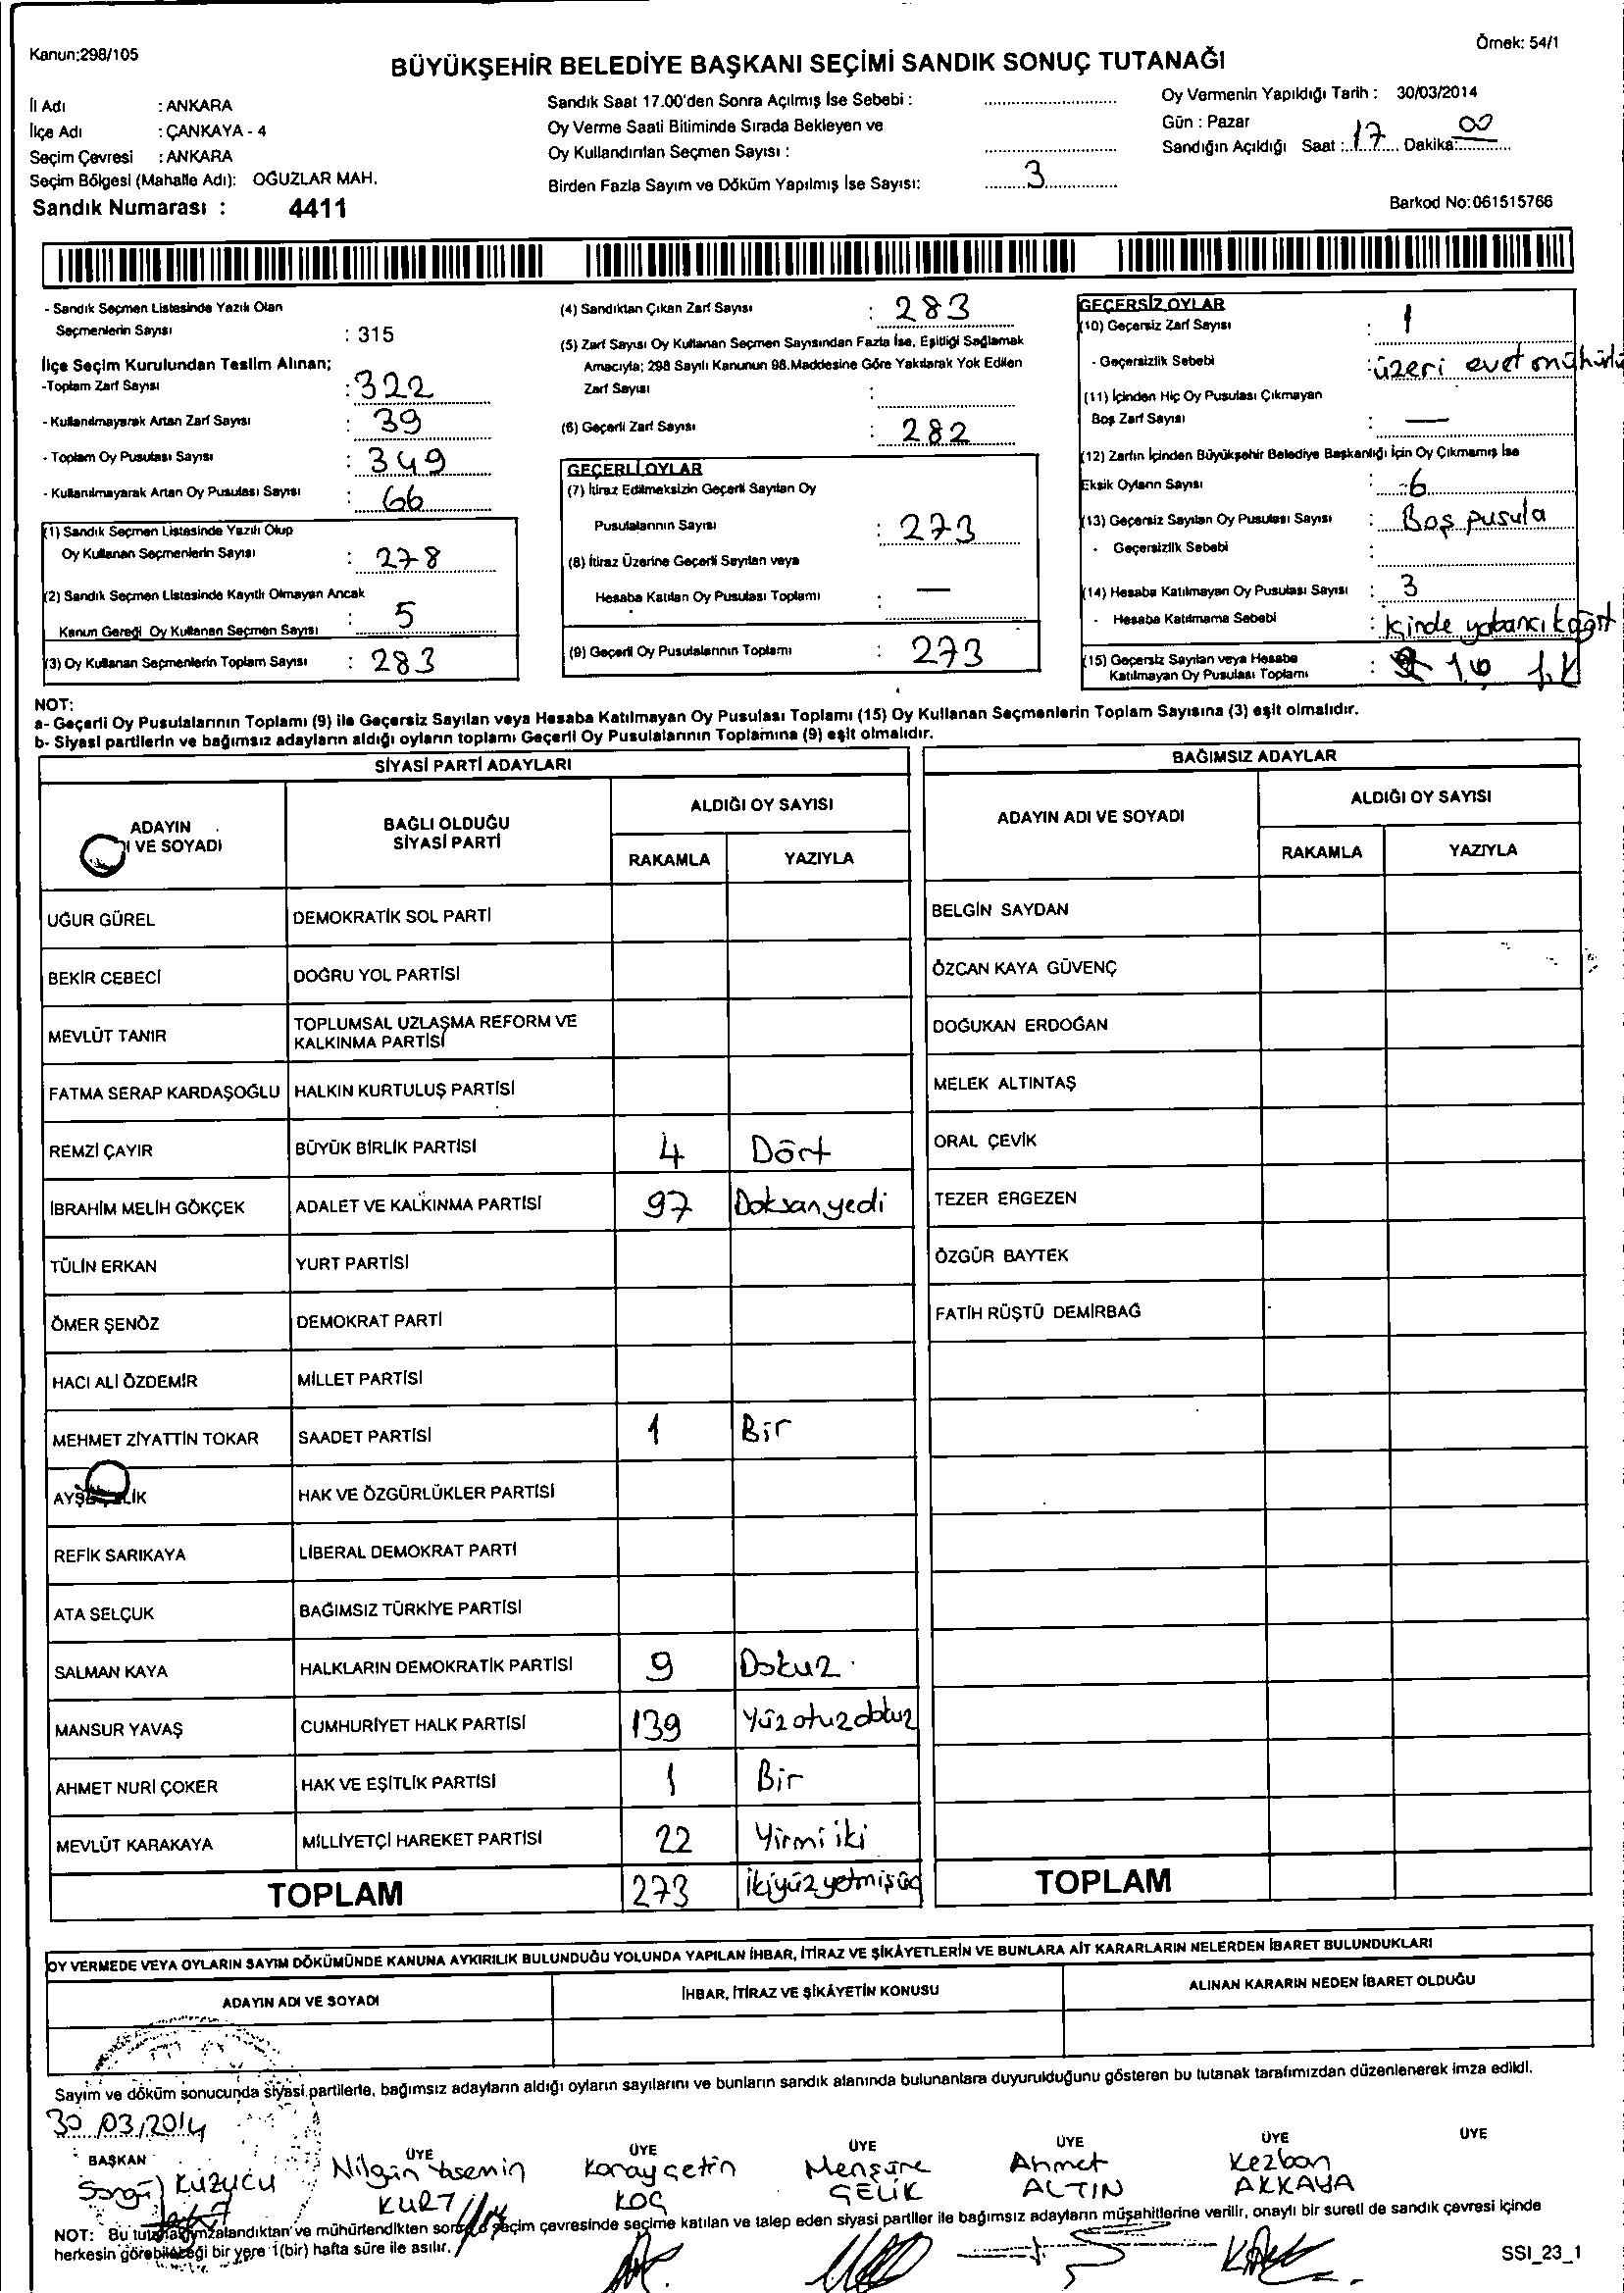 Kanun:298/105
Örnek: 54/1
BÜYÜKŞEHİR BELEDİYE BAŞKANI SEÇİMİ SANDIK SONUÇ TUTANAĞI
İl Adı : ANKARA
İlçe Adı : ÇANKAYA - 4
Seçim Çevresi : ANKARA
Seçim Bölgesi (Mahalle Adı): OĞUZLAR MAH.
Sandık Numarası : 4411
Sandık Saat 17.00'den Sonra Açılmış İse Sebebi :
Oy Verme Saati Bitiminde Sırada Bekleyen ve
Oy Kullandırılan Seçmen Sayısı :
Birden Fazla Sayım ve Döküm Yapılmış İse Sayısı: 3
Oy Vermenin Yapıldığı Tarih : 30/03/2014
Gün : Pazar
Sandığın Açıldığı Saat : 17 Dakika: 00
Barkod No:061515766
- Sandık Seçmen Listesinde Yazılı Olan
Seçmenlerin Sayısı : 315
İlçe Seçim Kurulundan Teslim Alınan;
-Toplam Zarf Sayısı : 322
- Kullanılmayarak Artan Zarf Sayısı : 39
- Toplam Oy Pusulası Sayısı : 349
- Kullanılmayarak Artan Oy Pusulası Sayısı : 66
(1) Sandık Seçmen Listesinde Yazılı Olup
Oy Kullanan Seçmenlerin Sayısı : 278
(2) Sandık Seçmen Listesinde Kayıtlı Olmayan Ancak
Kanun Gereği Oy Kullanan Seçmen Sayısı : 5
(3) Oy Kullanan Seçmenlerin Toplam Sayısı : 283
(4) Sandıktan Çıkan Zarf Sayısı : 283
(5) Zarf Sayısı Oy Kullanan Seçmen Sayısından Fazla İse, Eşitliği Sağlamak
Amacıyla; 298 Sayılı Kanunun 98.Maddesine Göre Yakılarak Yok Edilen
Zarf Sayısı :
(6) Geçerli Zarf Sayısı : 282
GEÇERLİ OYLAR
(7) İtiraz Edilmeksizin Geçerli Sayılan Oy
Pusulalarının Sayısı : 273
(8) İtiraz Üzerine Geçerli Sayılan veya
Hesaba Katılan Oy Pusulası Toplamı : —
(9) Geçerli Oy Pusulalarının Toplamı : 273
GEÇERSİZ OYLAR
(10) Geçersiz Zarf Sayısı : 1
- Geçersizlik Sebebi : üzeri evet mühürlü
(11) İçinden Hiç Oy Pusulası Çıkmayan
Boş Zarf Sayısı : —
(12) Zarfın İçinden Büyükşehir Belediye Başkanlığı İçin Oy Çıkmamış İse
Eksik Oyların Sayısı : 6
(13) Geçersiz Sayılan Oy Pusulası Sayısı : Boş pusula
- Geçersizlik Sebebi :
(14) Hesaba Katılmayan Oy Pusulası Sayısı : 3
- Hesaba Katılmama Sebebi : içinde yabancı kağıt
(15) Geçersiz Sayılan veya Hesaba
Katılmayan Oy Pusulası Toplamı : 10
NOT:
a- Geçerli Oy Pusulalarının Toplamı (9) ile Geçersiz Sayılan veya Hesaba Katılmayan Oy Pusulası Toplamı (15) Oy Kullanan Seçmenlerin Toplam Sayısına (3) eşit olmalıdır.
b- Siyasi partilerin ve bağımsız adayların aldığı oyların toplamı Geçerli Oy Pusulalarının Toplamına (9) eşit olmalıdır.
SİYASİ PARTİ ADAYLARI
ADAYIN I VE SOYADI BAĞLI OLDUĞU SİYASİ PARTİ ALDIĞI OY SAYISI
RAKAMLA YAZIYLA
UĞUR GÜREL DEMOKRATİK SOL PARTİ
BEKİR CEBECİ DOĞRU YOL PARTİSİ
MEVLÜT TANIR TOPLUMSAL UZLAŞMA REFORM VE KALKINMA PARTİSİ
FATMA SERAP KARDAŞOĞLU HALKIN KURTULUŞ PARTİSİ
REMZİ ÇAYIR BÜYÜK BİRLİK PARTİSİ 4 Dört
İBRAHİM MELİH GÖKÇEK ADALET VE KALKINMA PARTİSİ 97 Doksanyedi
TÜLİN ERKAN YURT PARTİSİ
ÖMER ŞENÖZ DEMOKRAT PARTİ
HACI ALİ ÖZDEMİR MİLLET PARTİSİ
MEHMET ZİYATTİN TOKAR SAADET PARTİSİ 1 Bir
HAK VE ÖZGÜRLÜKLER PARTİSİ
REFİK SARIKAYA LİBERAL DEMOKRAT PARTİ
ATA SELÇUK BAĞIMSIZ TÜRKİYE PARTİSİ
SALMAN KAYA HALKLARIN DEMOKRATİK PARTİSİ 9 Dokuz
MANSUR YAVAŞ CUMHURİYET HALK PARTİSİ 139 Yüz otuz dokuz
AHMET NURİ ÇOKER HAK VE EŞİTLİK PARTİSİ 1 Bir
MEVLÜT KARAKAYA MİLLİYETÇİ HAREKET PARTİSİ 22 Yirmi iki
TOPLAM 273 ikiyüz yetmişüç
BAĞIMSIZ ADAYLAR
ADAYIN ADI VE SOYADI ALDIĞI OY SAYISI
RAKAMLA YAZIYLA
BELGİN SAYDAN
ÖZCAN KAYA GÜVENÇ
DOĞUKAN ERDOĞAN
MELEK ALTINTAŞ
ORAL ÇEVİK
TEZER ERGEZEN
ÖZGÜR BAYTEK
FATİH RÜŞTÜ DEMİRBAĞ
TOPLAM
OY VERMEDE VEYA OYLARIN SAYIM DÖKÜMÜNDE KANUNA AYKIRILIK BULUNDUĞU YOLUNDA YAPILAN İHBAR, İTİRAZ VE ŞİKÂYETLERİN VE BUNLARA AİT KARARLARIN NELERDEN İBARET BULUNDUKLARI
ADAYIN ADI VE SOYADI İHBAR, İTİRAZ VE ŞİKÂYETİN KONUSU ALINAN KARARIN NEDEN İBARET OLDUĞU
Sayım ve döküm sonucunda siyasi partilerle, bağımsız adayların aldığı oyların sayılarını ve bunların sandık alanında bulunanlara duyurulduğunu gösteren bu tutanak tarafımızdan düzenlenerek imza edildi.
30/03/2014
BAŞKAN ÜYE ÜYE ÜYE ÜYE ÜYE ÜYE
Songül KUZUCU
Nilgün Yasemin KURT
Koray Çetin KOÇ
Mensure ÇELİK
Ahmet ALTIN
Kezban AKKAYA
NOT: Bu imzalandıktan ve mühürlendikten seçim çevresinde seçime katılan ve talep eden siyasi partiler ile bağımsız adayların müşahitlerine verilir, onaylı bir sureti de sandık çevresi içinde
herkesin görebileceği bir yere 1(bir) hafta süre ile asılır.
SSI_23_1